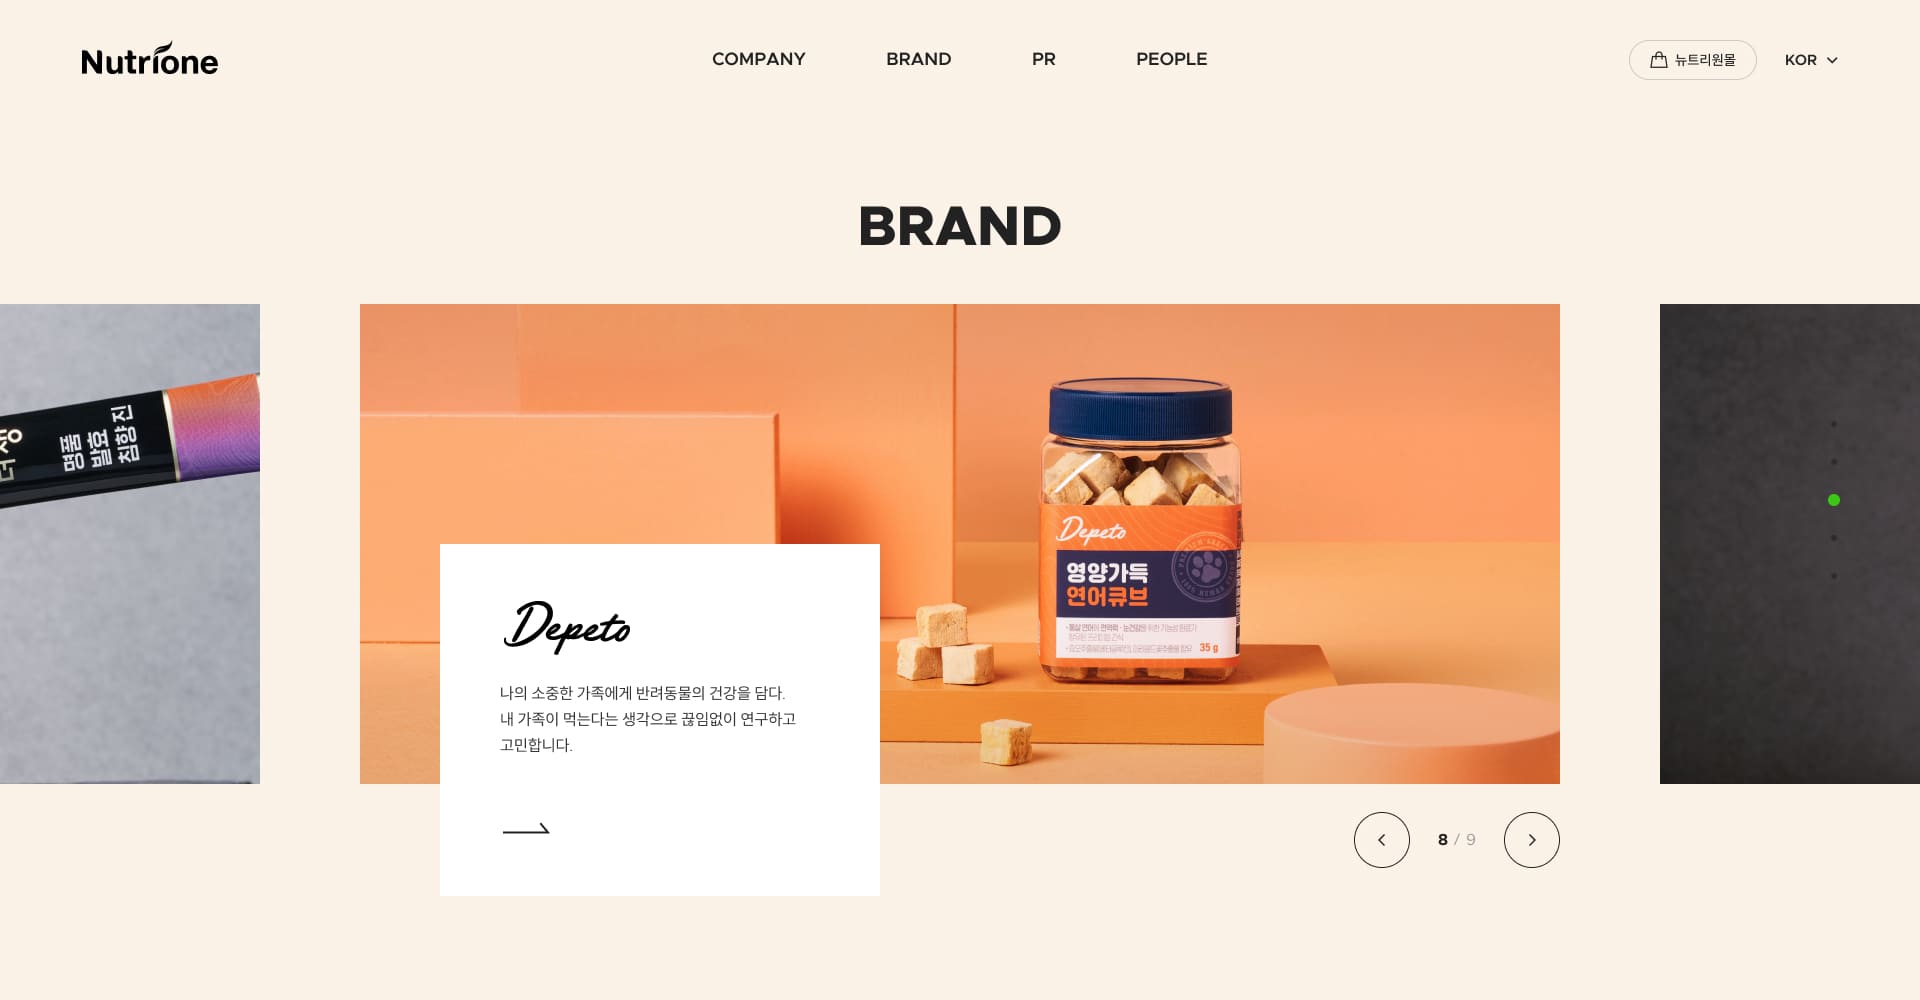 Nutrione
COMPANY
BRAND
PR
PEOPLE
뉴트리원몰
KOR
BRAND
명품
발효
침향 진
Depeto
영양가득
연어큐브
35 g
Depeto
나의 소중한 가족에게 반려동물의 건강을 담다.
내 가족이 먹는다는 생각으로 끊임없이 연구하고
고민합니다.
8 / 9